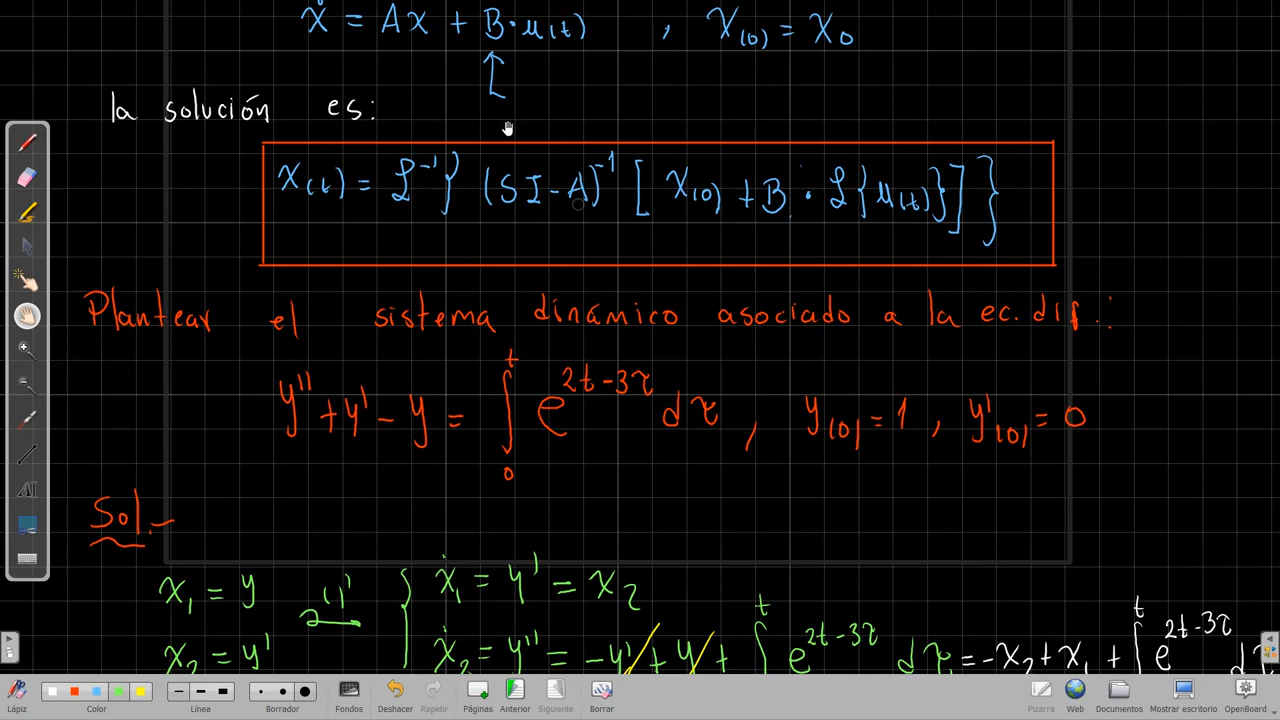 ẋ = Ax + B·μ(t) , X(0) = X0
la solución es:
X(t) = ℒ⁻¹{ (SI-A)⁻¹ [ X(0) + B · ℒ{μ(t)}]}
Plantear el sistema dinámico asociado a la ec. dif.:
y'' + y' - y = ∫₀ᵗ e^(2t-3τ) dτ , y(0) = 1 , y'(0) = 0
Sol.-
x₁ = y ( )' ẋ₁ = y' = x₂
x₂ = y' ẋ₂ = y'' = -y' + y + ∫ᵗ e^(2t-3τ) dτ = -x₂ + x₁ + ∫ᵗ e^(2t-3τ) dτ
Lápiz Color Línea Borrador Fondos Deshacer Repetir Páginas Anterior Siguiente Borrar Pizarra Web Documentos Mostrar escritorio OpenBoard